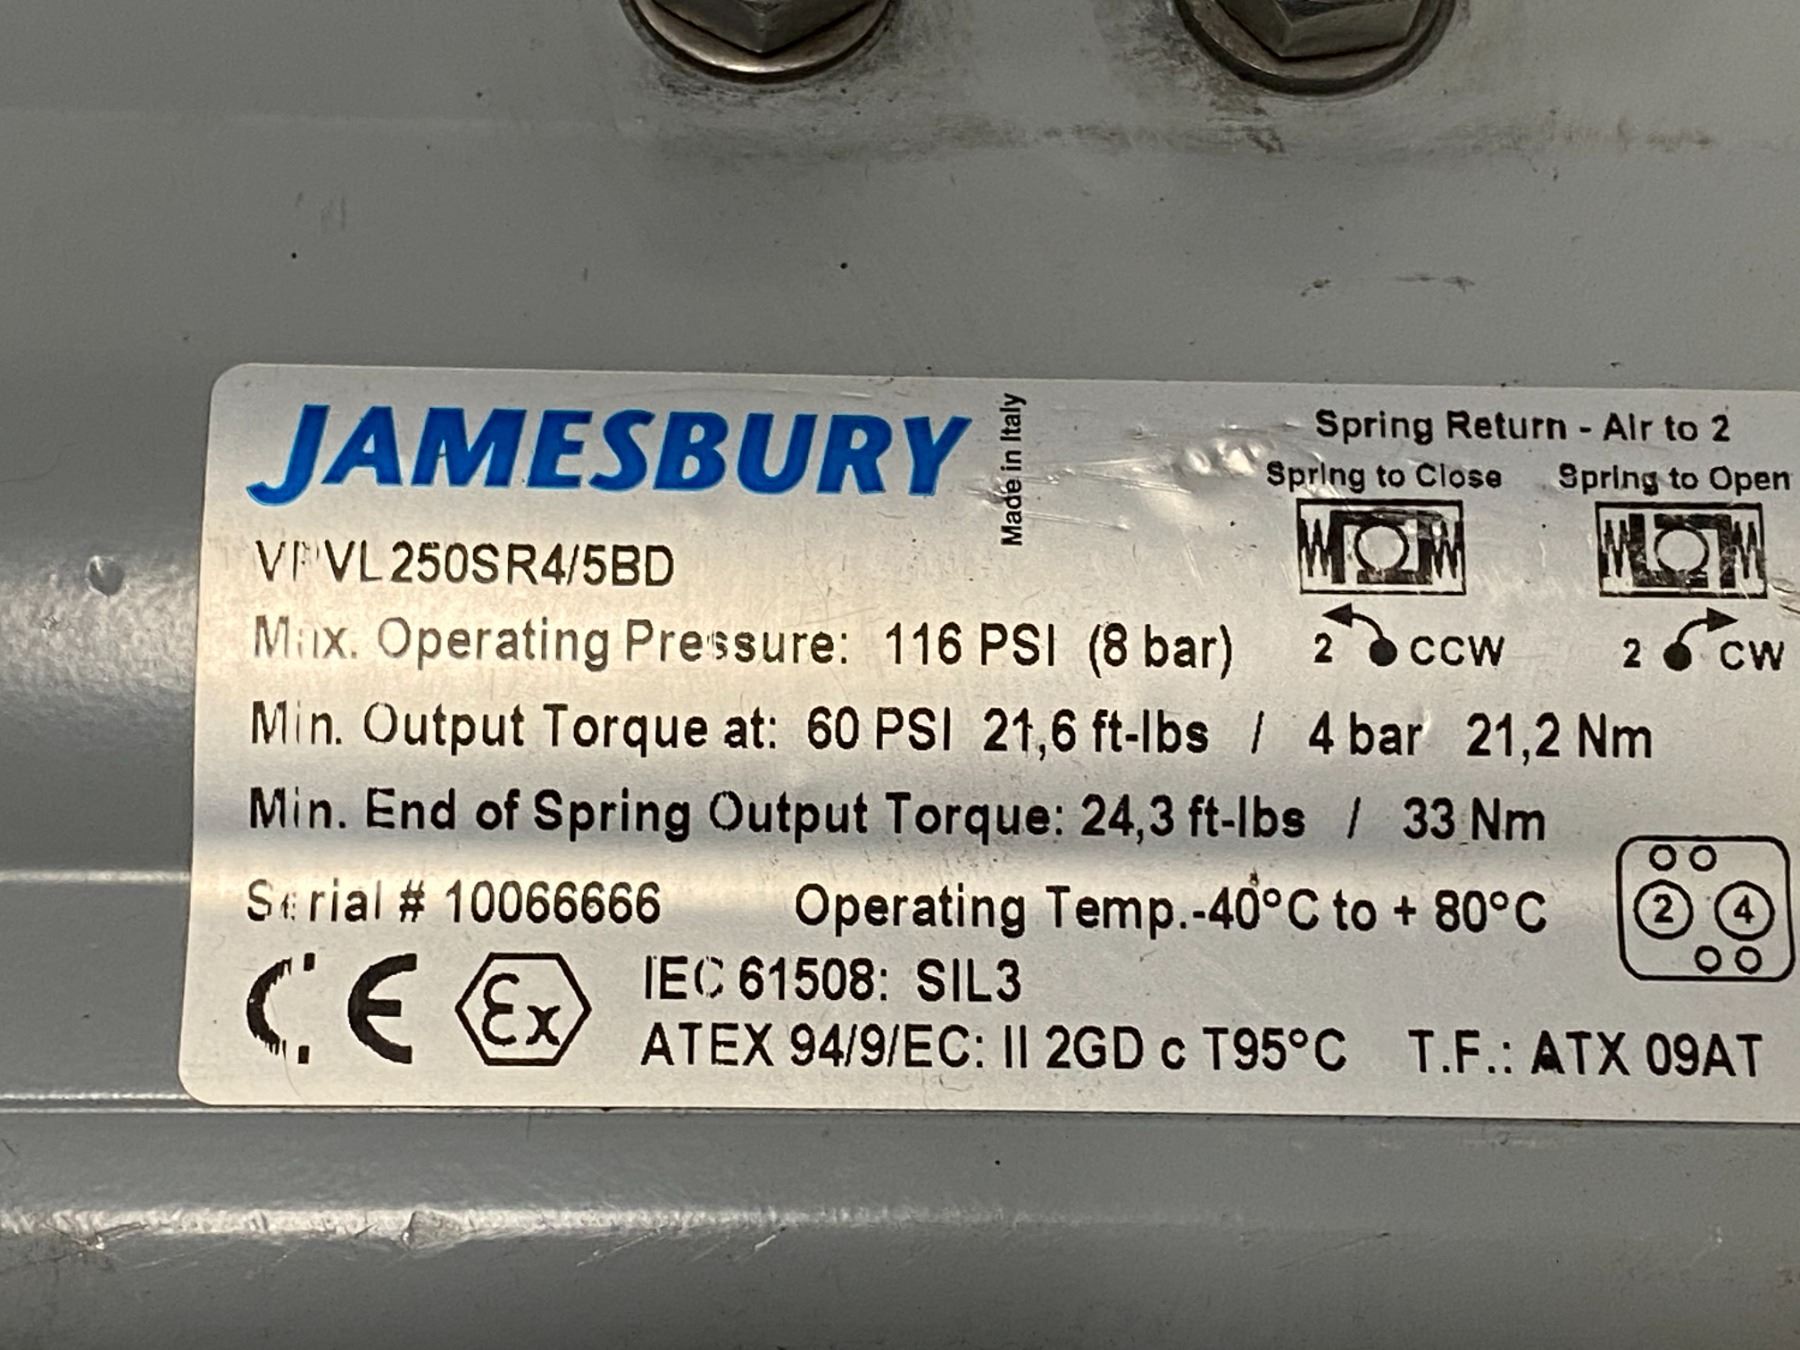 JAMESBURY
Made in Italy
VPVL250SR4/5BD
Max. Operating Pressure: 116 PSI (8 bar)
Min. Output Torque at: 60 PSI 21,6 ft-lbs / 4 bar 21,2 Nm
Min. End of Spring Output Torque: 24,3 ft-lbs / 33 Nm
Serial # 10066666 Operating Temp.-40°C to + 80°C
CE Ex IEC 61508: SIL3
ATEX 94/9/EC: II 2GD c T95°C T.F.: ATX 09AT
Spring Return - Air to 2
Spring to Close Spring to Open
2 CCW 2 CW
2 4